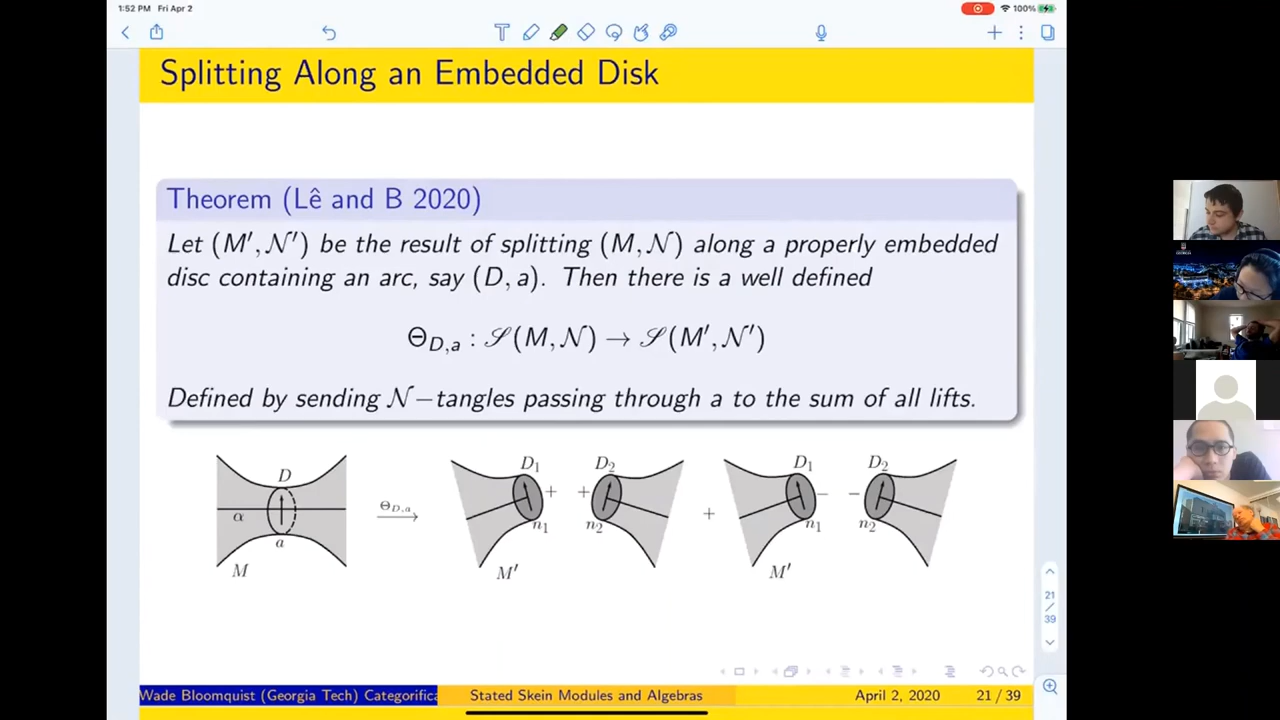 1:52 PM Fri Apr 2
100%
Splitting Along an Embedded Disk
Theorem (Lê and B 2020)
Let (M′, 𝒩′) be the result of splitting (M, 𝒩) along a properly embedded
disc containing an arc, say (D, a). Then there is a well defined
Θ_{D,a} : 𝒮(M, 𝒩) → 𝒮(M′, 𝒩′)
Defined by sending 𝒩−tangles passing through a to the sum of all lifts.
D
α
a
M
Θ_{D,a}
D₁ D₂
+ +
n₁ n₂
M′
+
D₁ D₂
− −
n₁ n₂
M′
21
/
39
Wade Bloomquist (Georgia Tech) Categorifica
Stated Skein Modules and Algebras
April 2, 2020
21 / 39